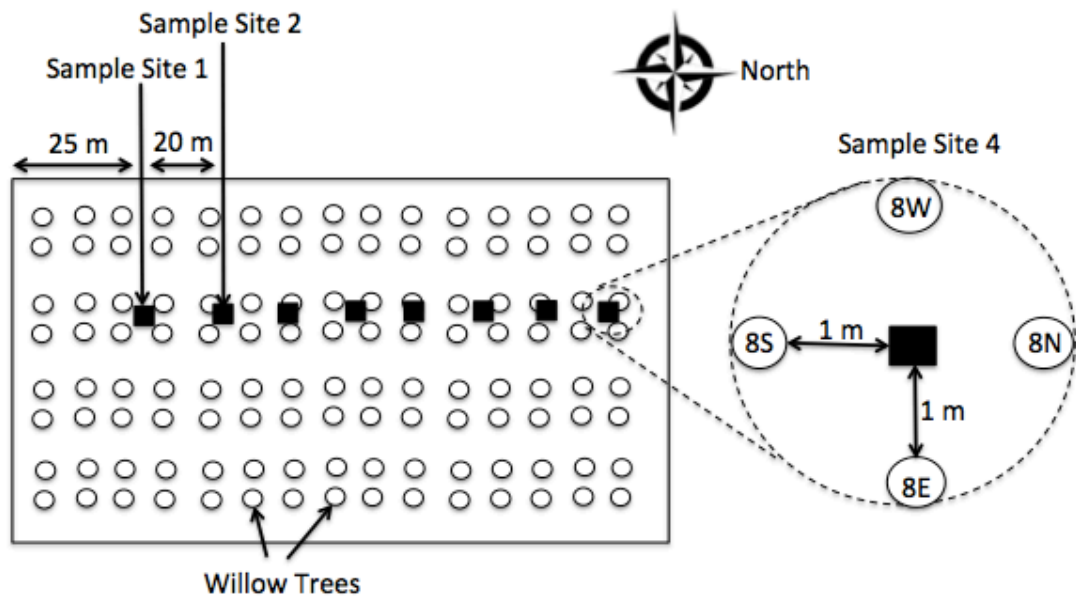 Sample Site 2
Sample Site 1
North
25 m
20 m
Sample Site 4
8W
8S
1 m
8N
1 m
8E
Willow Trees